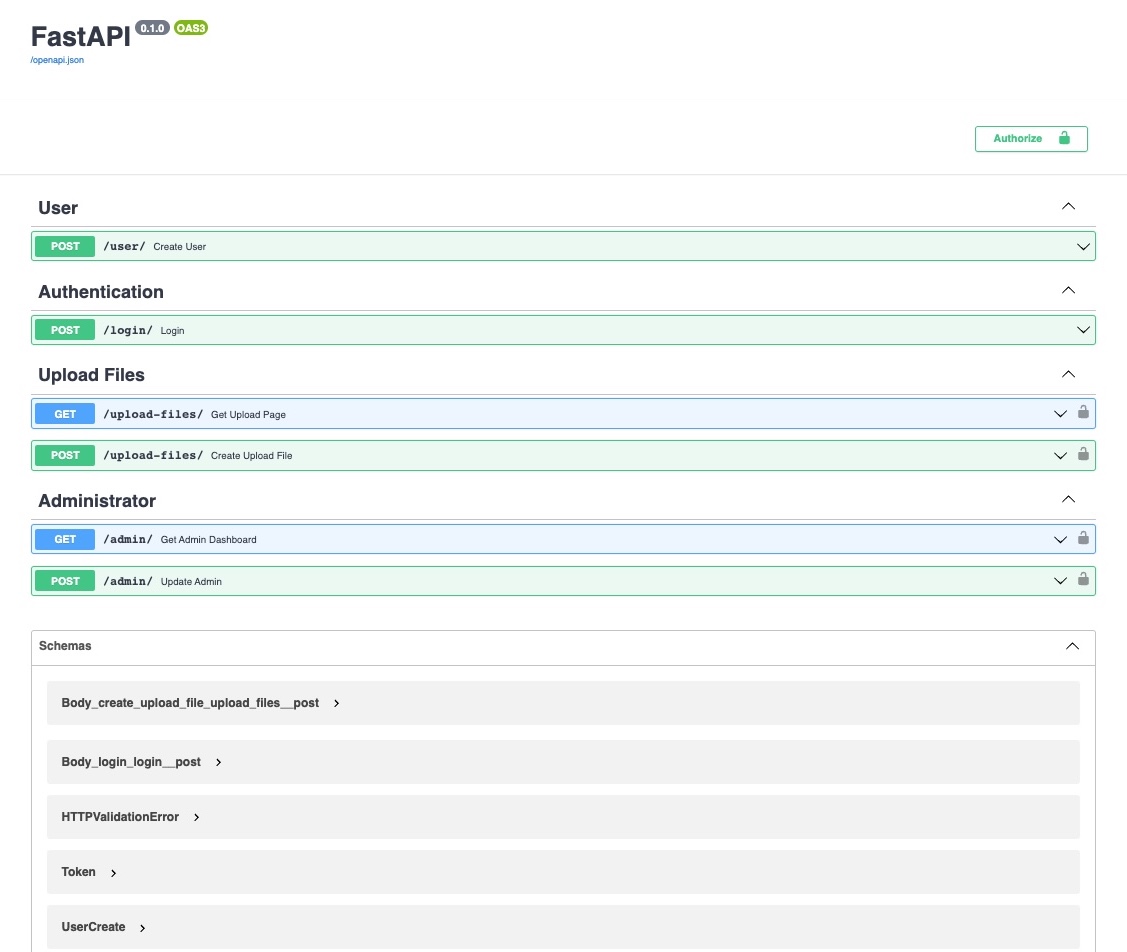 FastAPI 0.1.0 OAS3
/openapi.json
Authorize
User
POST /user/ Create User
Authentication
POST /login/ Login
Upload Files
GET /upload-files/ Get Upload Page
POST /upload-files/ Create Upload File
Administrator
GET /admin/ Get Admin Dashboard
POST /admin/ Update Admin
Schemas
Body_create_upload_file_upload_files__post
Body_login_login__post
HTTPValidationError
Token
UserCreate